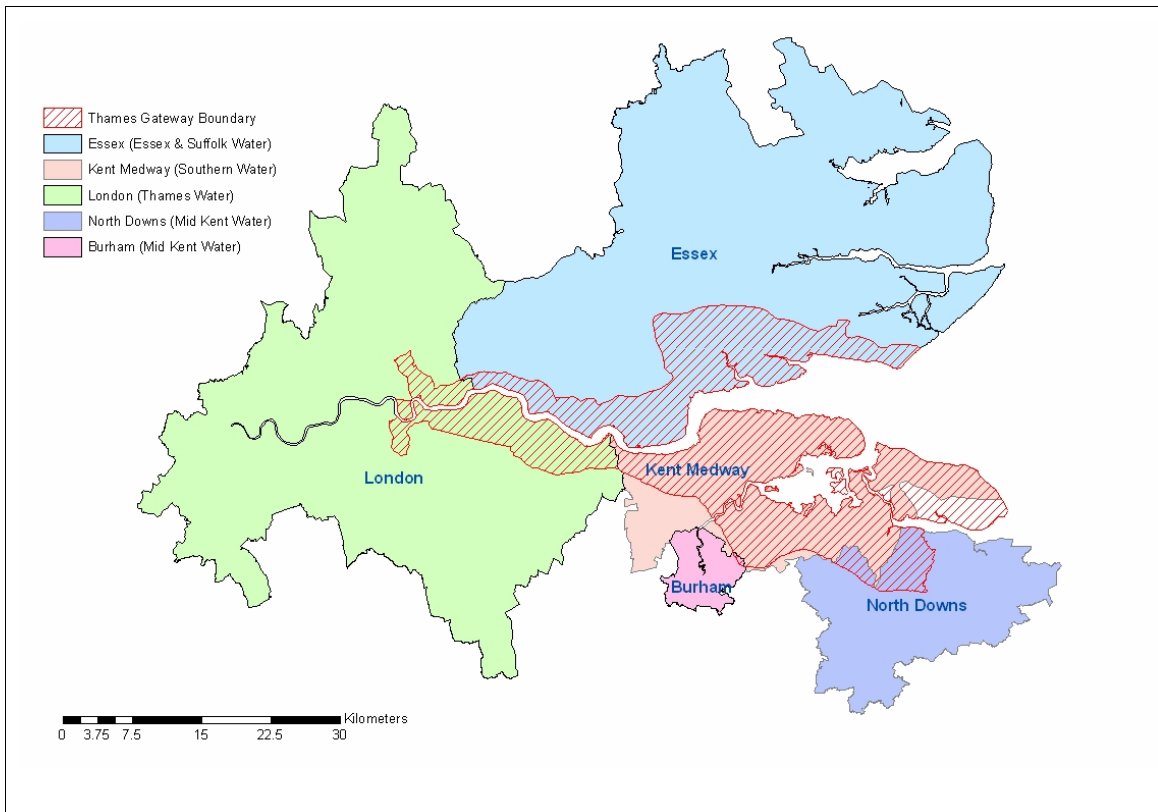 Thames Gateway Boundary
Essex (Essex & Suffolk Water)
Kent Medway (Southern Water)
London (Thames Water)
North Downs (Mid Kent Water)
Burham (Mid Kent Water)
Essex
Kent Medway
London
Burham
North Downs
Kilometers
0 3.75 7.5 15 22.5 30